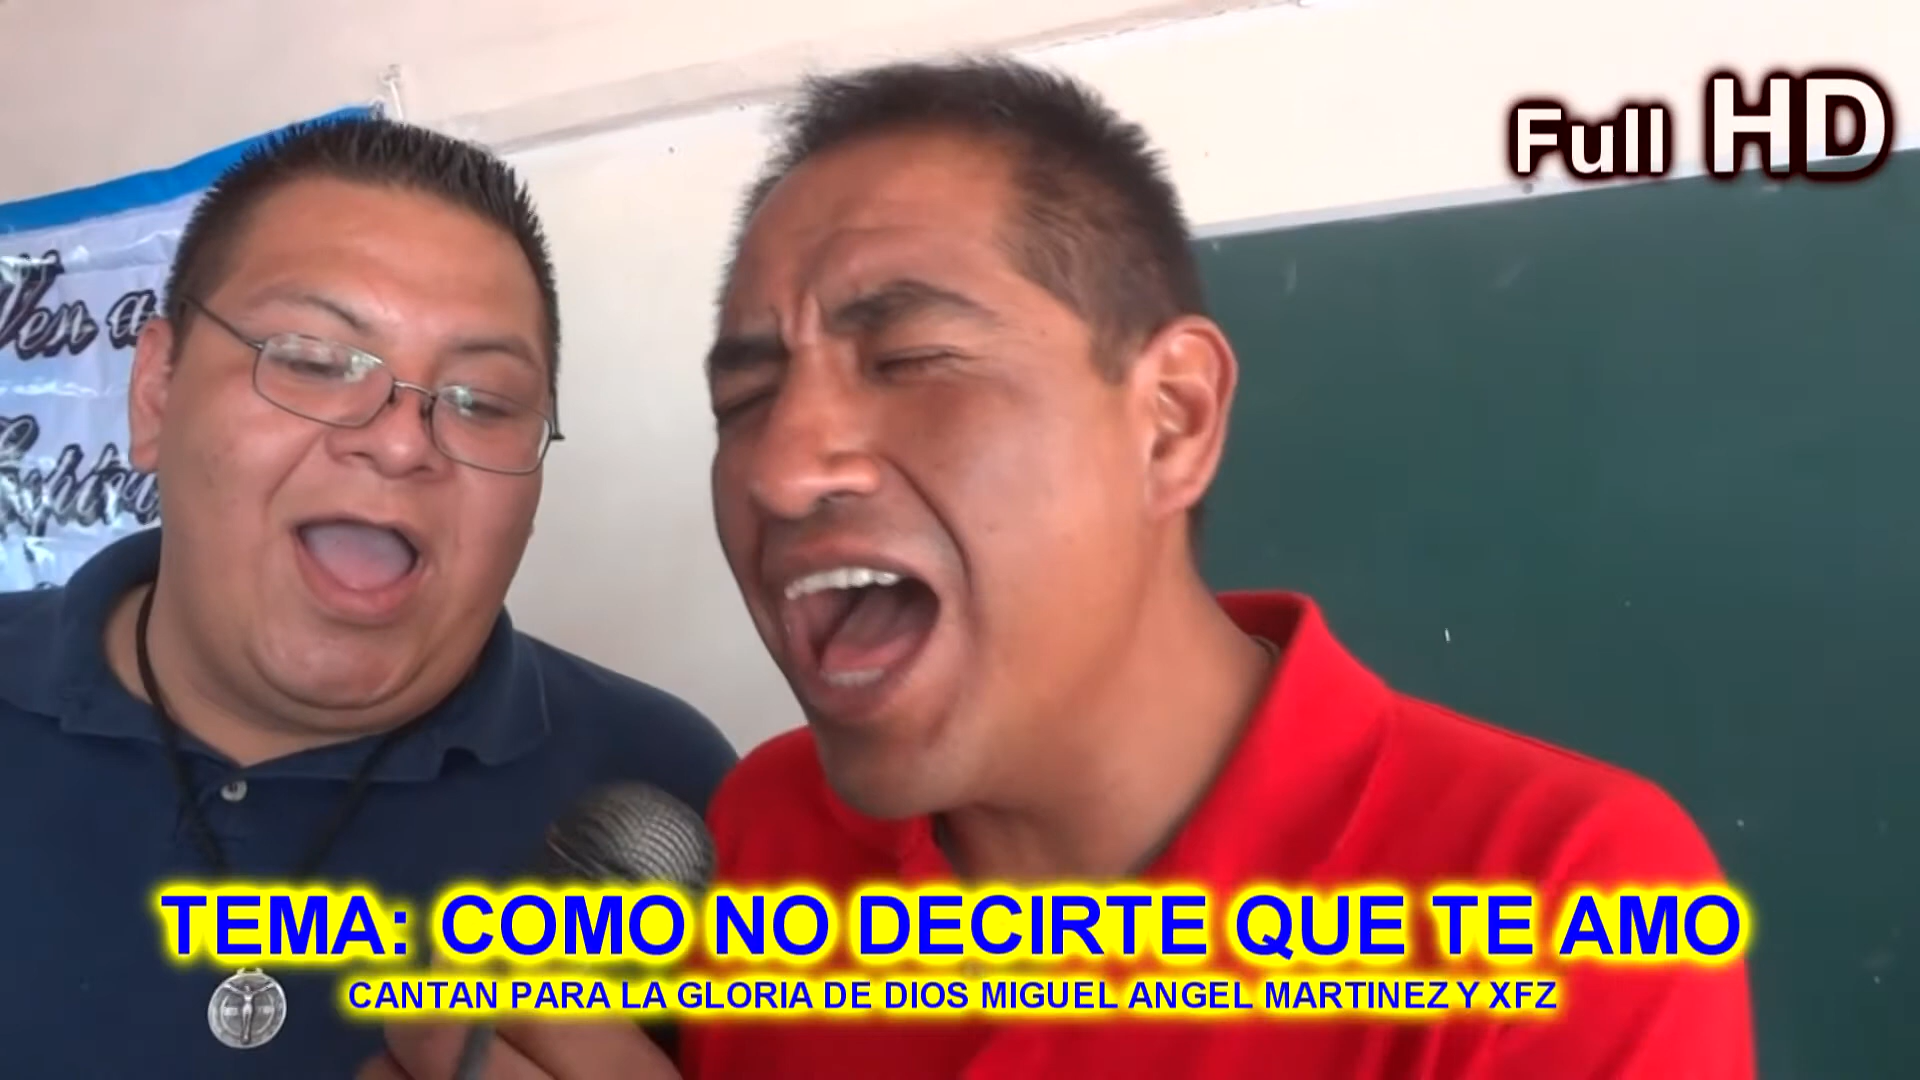 Full HD
Ven a
TEMA: COMO NO DECIRTE QUE TE AMO
CANTAN PARA LA GLORIA DE DIOS MIGUEL ANGEL MARTINEZ Y XFZ